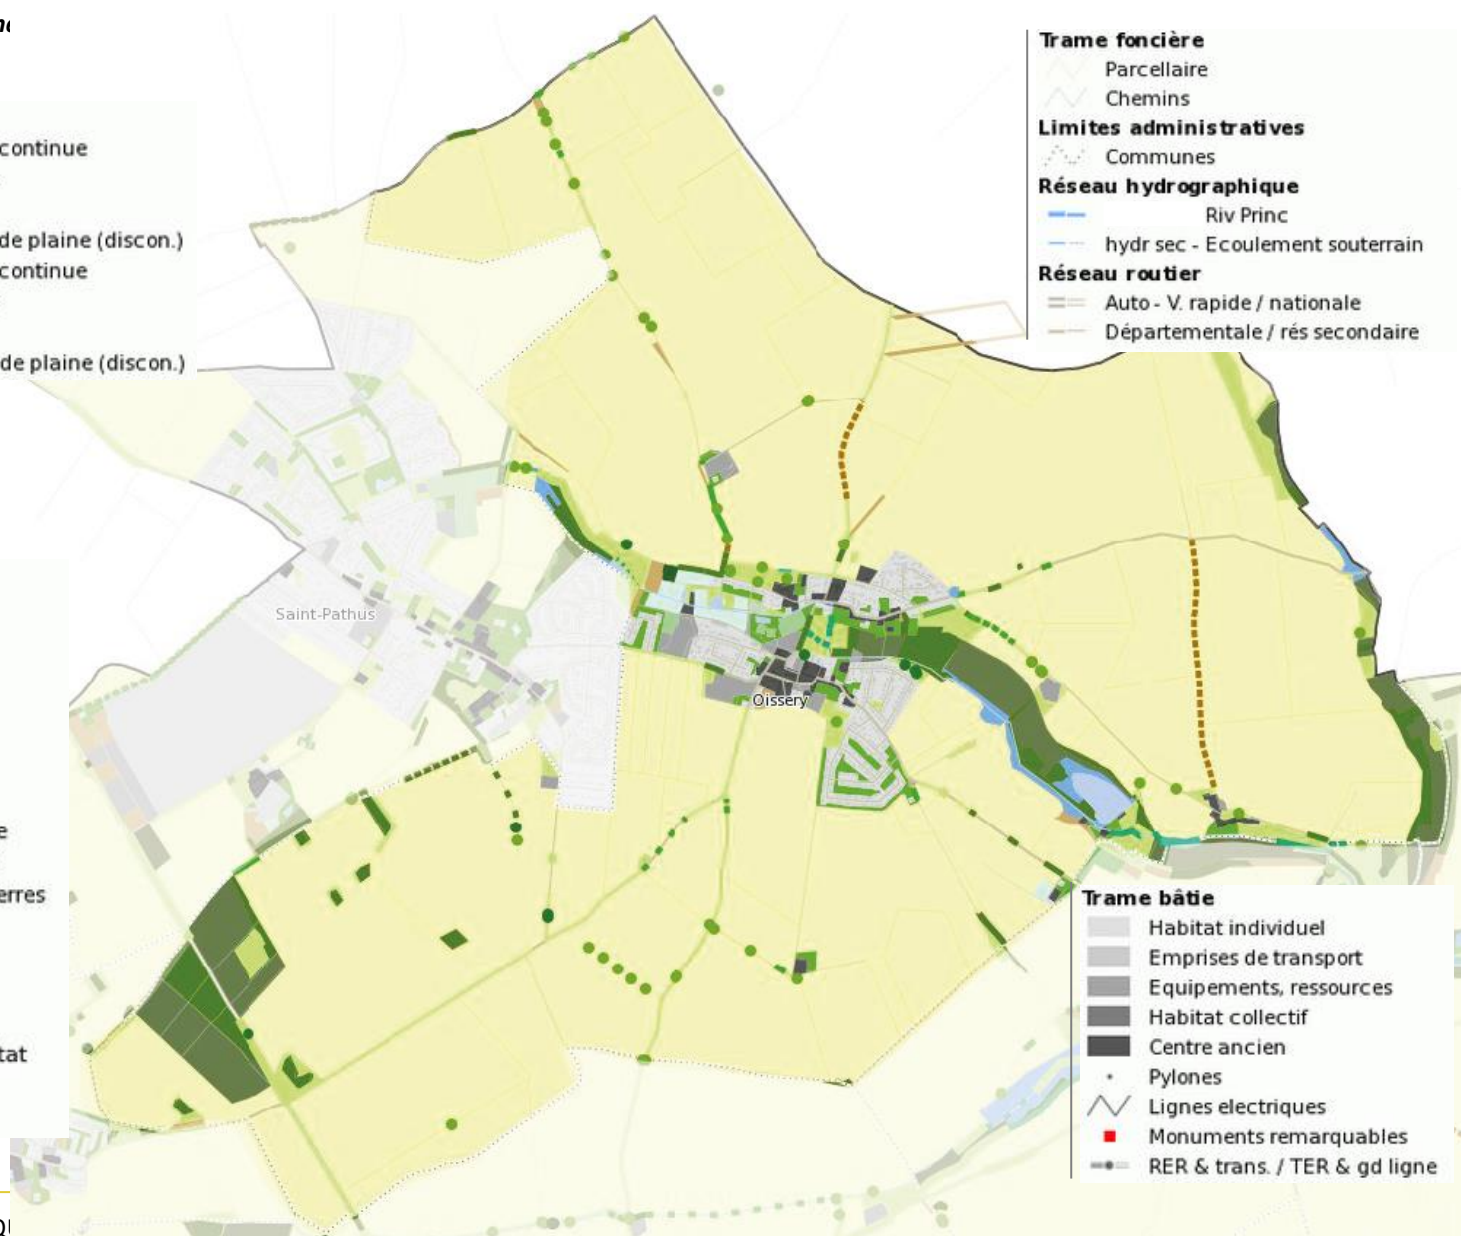 continue
de plaine (discon.)
continue
de plaine (discon.)
Trame foncière
Parcellaire
Chemins
Limites administratives
Communes
Réseau hydrographique
Riv Princ
hydr sec - Ecoulement souterrain
Réseau routier
Auto - V. rapide / nationale
Départementale / rés secondaire
Saint-Pathus
Oissery
erres
tat
Trame bâtie
Habitat individuel
Emprises de transport
Equipements, ressources
Habitat collectif
Centre ancien
Pylones
Lignes electriques
Monuments remarquables
RER & trans. / TER & gd ligne